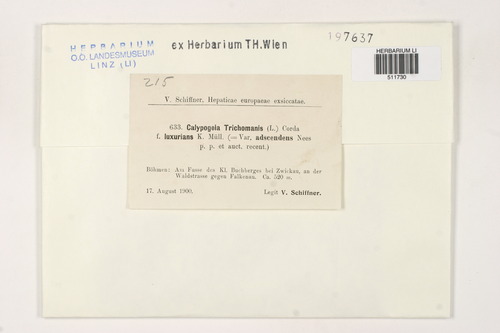 HERBARIUM
O.Ö. LANDESMUSEUM
LINZ (LI)
ex Herbarium TH.Wien
197637
HERBARIUM LI
511730
215
V. Schiffner. Hepaticae europaeae exsiccatae.
633. Calypogeia Trichomanis (L.) Corda
f. luxurians K. Müll. (= Var. adscendens Nees
p. p. et auct. recent.)
Böhmen: Am Fusse des Kl. Buchberges bei Zwickau, an der
Waldstrasse gegen Falkenau. Ca. 520 m.
17. August 1900. Legit V. Schiffner.